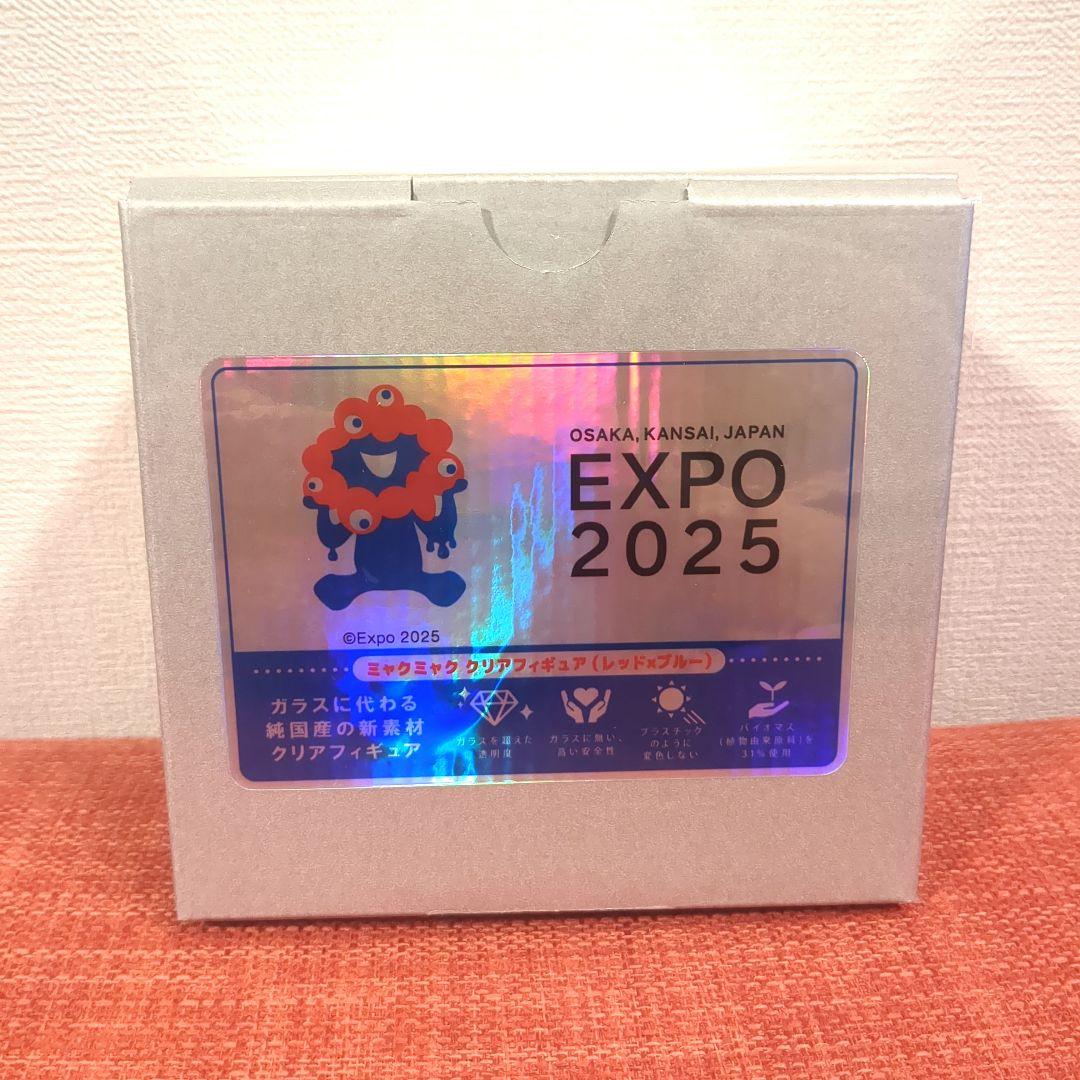 OSAKA, KANSAI, JAPAN
EXPO
2025
©Expo 2025
ミャクミャク クリアフィギュア（レッド×ブルー）
ガラスに代わる
純国産の新素材
クリアフィギュア
ガラスを超えた
透明度
ガラスに無い、
高い安全性
プラスチック
のように
変色しない
バイオマス
(植物由来原料)を
31%使用